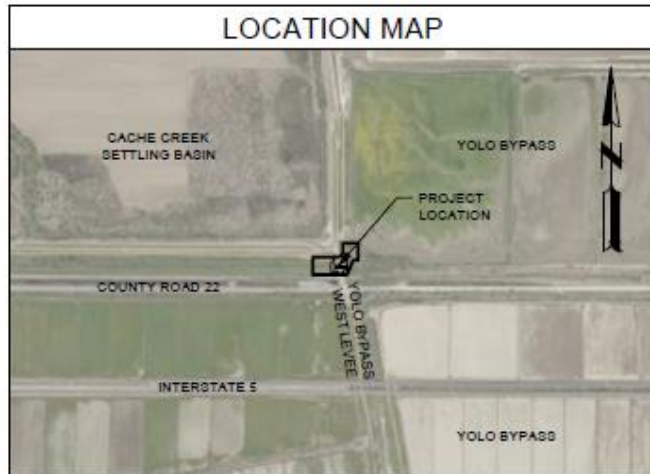 LOCATION MAP
CACHE CREEK
SETTLING BASIN
YOLO BYPASS
N
PROJECT
LOCATION
COUNTY ROAD 22
YOLO BYPASS
WEST LEVEE
INTERSTATE 5
YOLO BYPASS